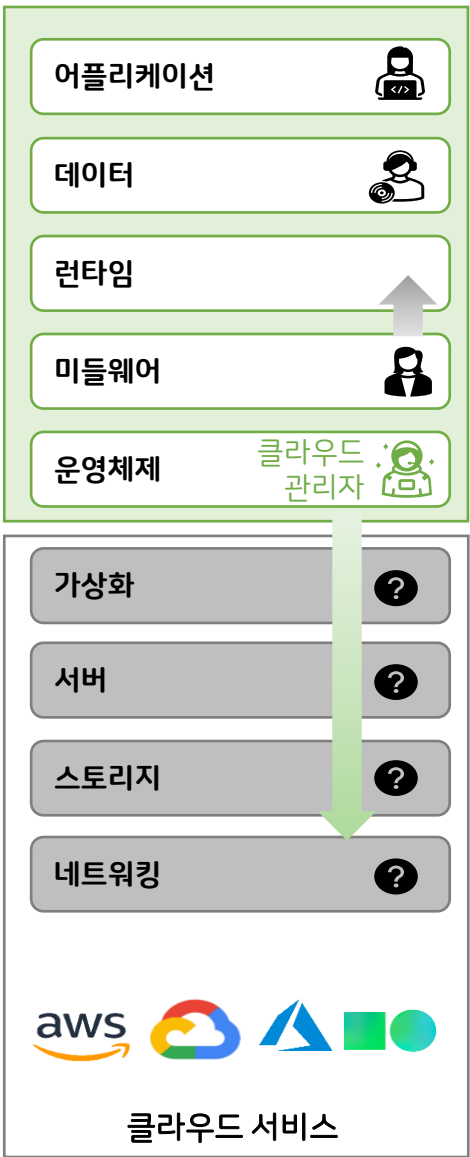 어플리케이션
</>
데이터
런타임
미들웨어
운영체제
클라우드
관리자
가상화
?
서버
?
스토리지
?
네트워킹
?
aws
클라우드 서비스